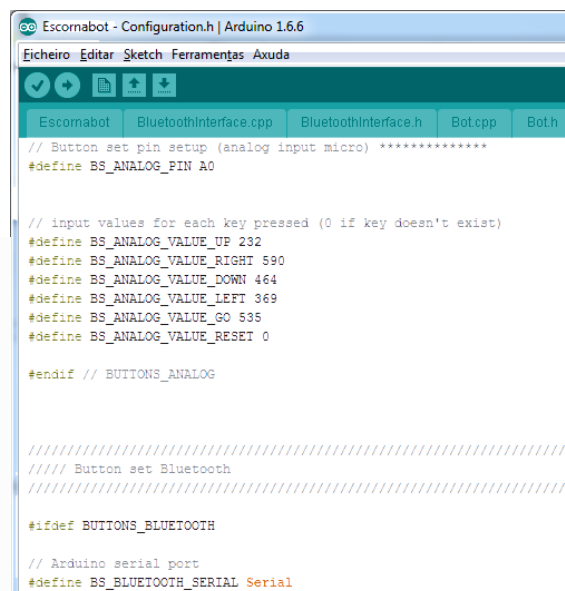 Escornabot - Configuration.h | Arduino 1.6.6
Ficheiro Editar Sketch Ferramentas Axuda
Escornabot BluetoothInterface.cpp BluetoothInterface.h Bot.cpp Bot.h
// Button set pin setup (analog input micro) **************
#define BS_ANALOG_PIN A0
// input values for each key pressed (0 if key doesn't exist)
#define BS_ANALOG_VALUE_UP 232
#define BS_ANALOG_VALUE_RIGHT 590
#define BS_ANALOG_VALUE_DOWN 464
#define BS_ANALOG_VALUE_LEFT 369
#define BS_ANALOG_VALUE_GO 535
#define BS_ANALOG_VALUE_RESET 0
#endif // BUTTONS_ANALOG
//////////////////////////////////////////////////////////////////////
///// Button set Bluetooth
//////////////////////////////////////////////////////////////////////
#ifdef BUTTONS_BLUETOOTH
// Arduino serial port
#define BS_BLUETOOTH_SERIAL Serial